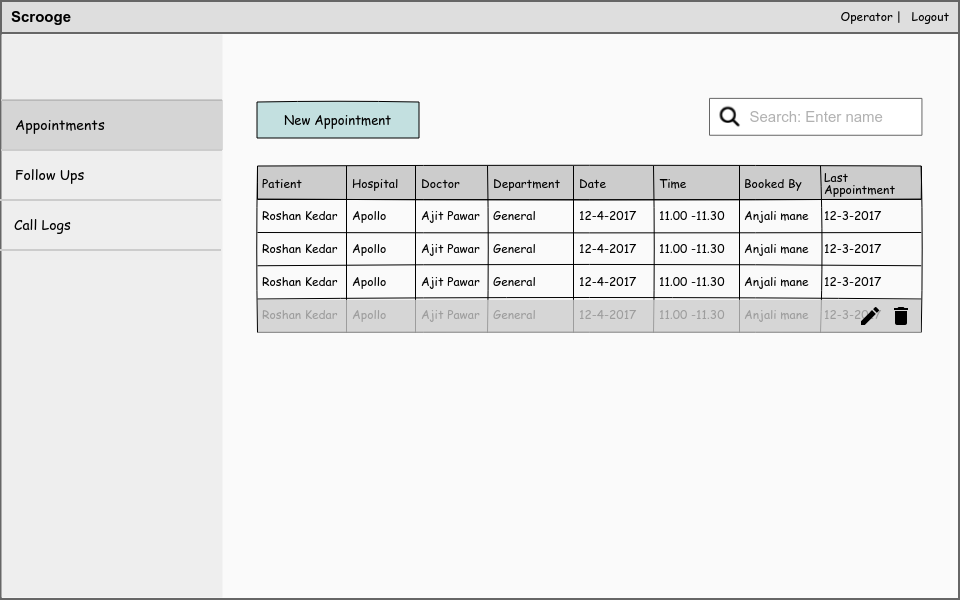 Scrooge Operator | Logout
Appointments
Follow Ups
Call Logs
New Appointment Search: Enter name
Patient Hospital Doctor Department Date Time Booked By Last Appointment
Roshan Kedar Apollo Ajit Pawar General 12-4-2017 11.00 -11.30 Anjali mane 12-3-2017
Roshan Kedar Apollo Ajit Pawar General 12-4-2017 11.00 -11.30 Anjali mane 12-3-2017
Roshan Kedar Apollo Ajit Pawar General 12-4-2017 11.00 -11.30 Anjali mane 12-3-2017
Roshan Kedar Apollo Ajit Pawar General 12-4-2017 11.00 -11.30 Anjali mane